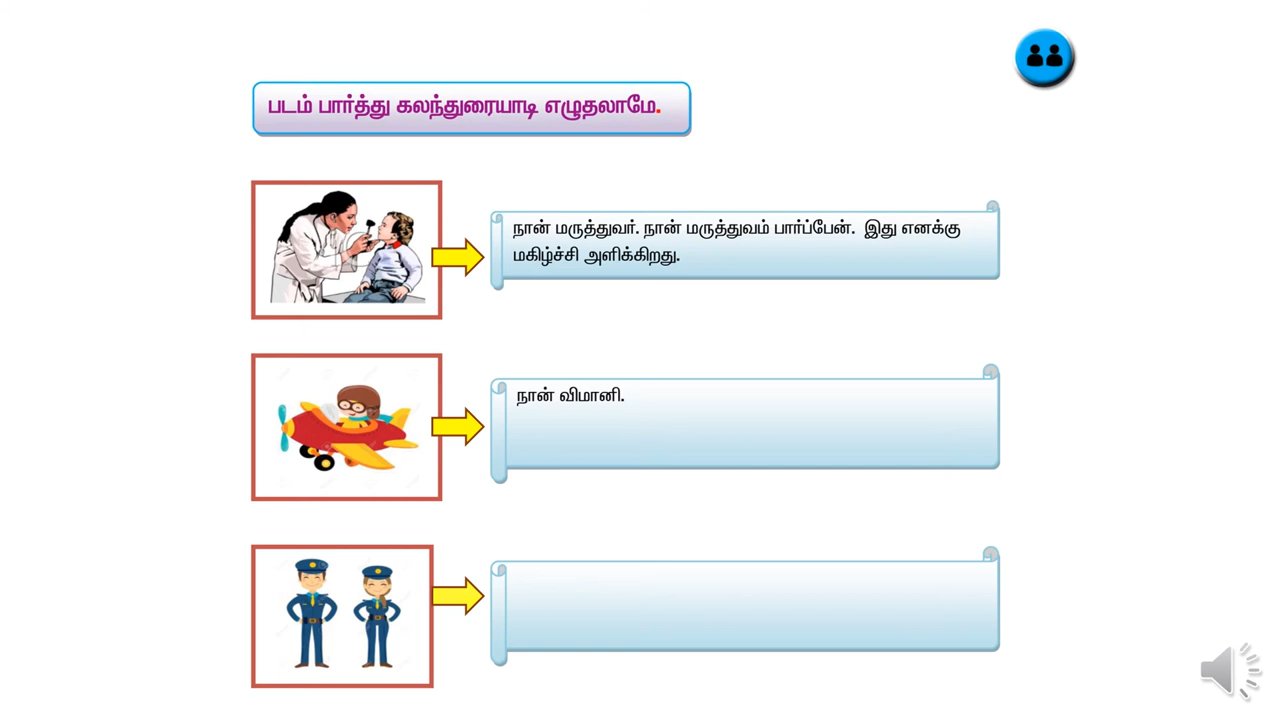 படம் பார்த்து கலந்துரையாடி எழுதலாமே.
நான் மருத்துவர். நான் மருத்துவம் பார்ப்பேன். இது எனக்கு
மகிழ்ச்சி அளிக்கிறது.
நான் விமானி.